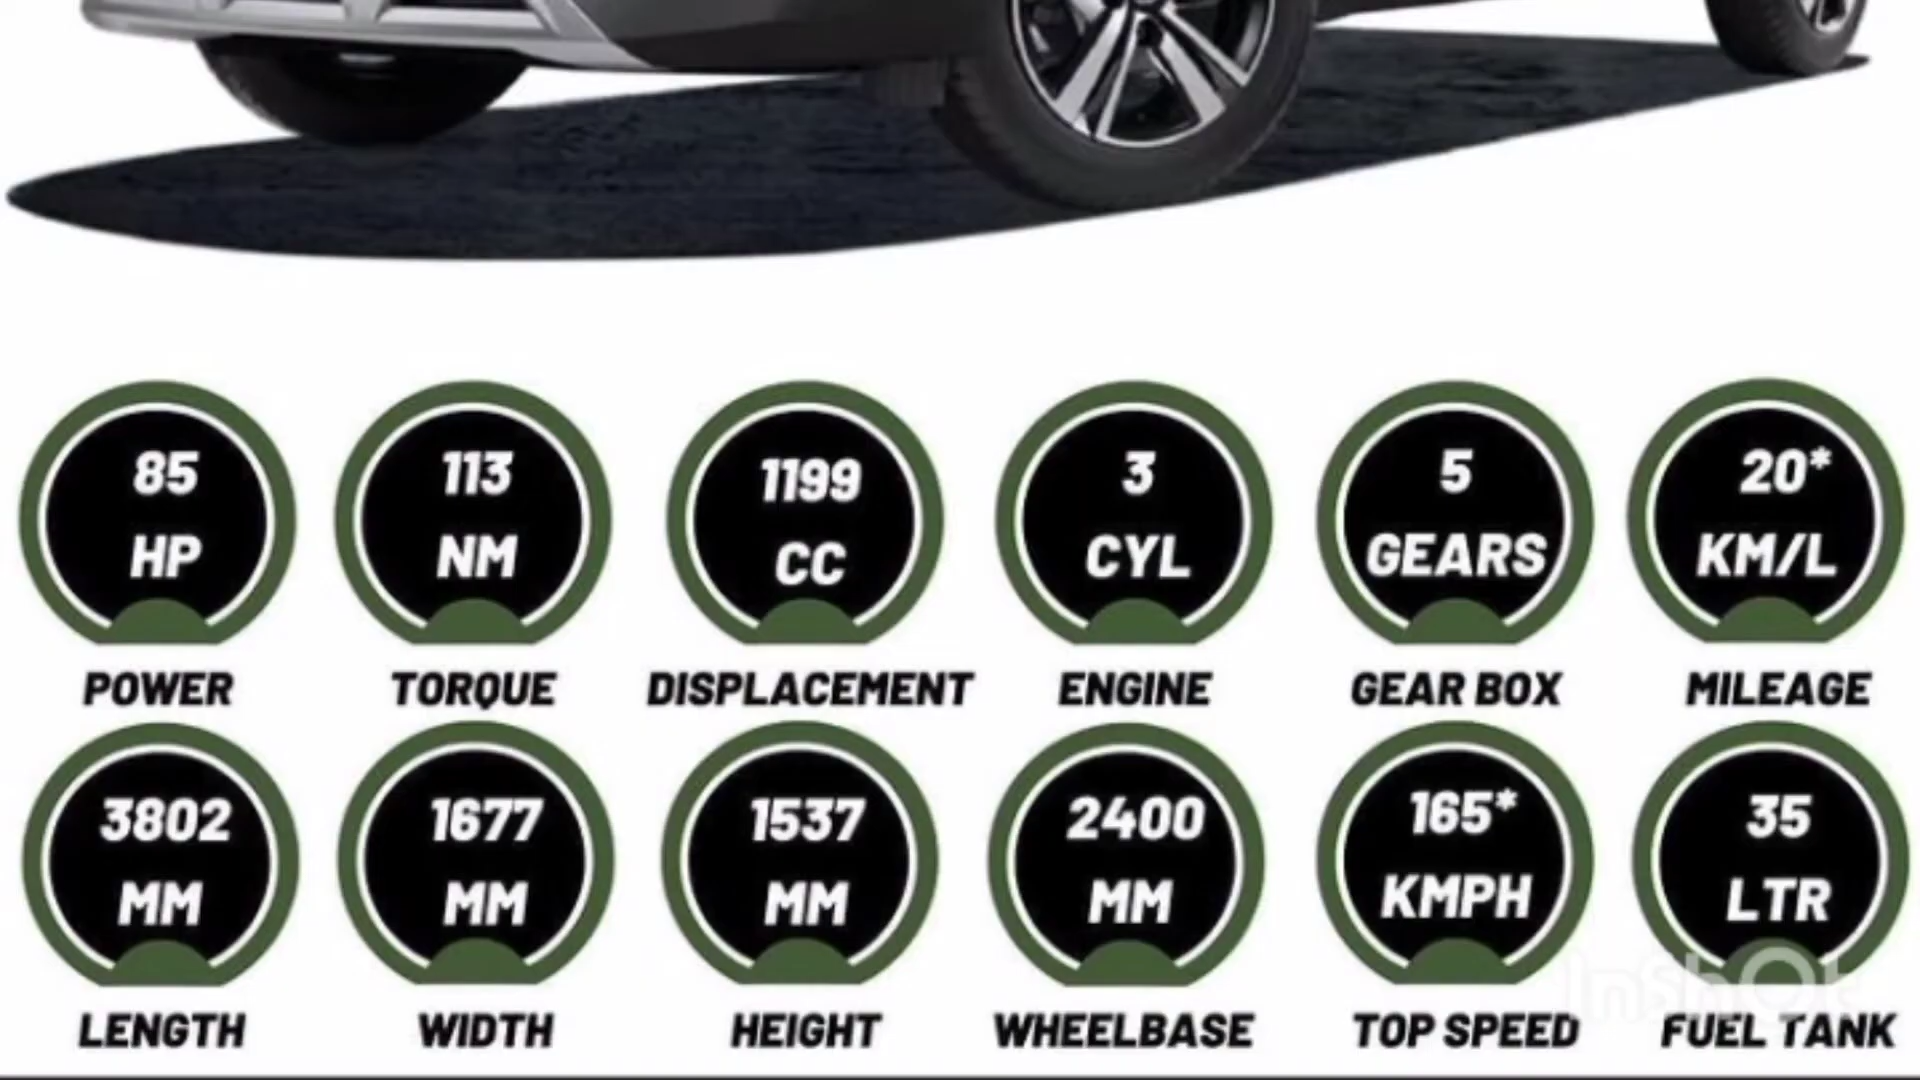 85
HP
113
NM
1199
CC
3
CYL
5
GEARS
20*
KM/L
POWER
TORQUE
DISPLACEMENT
ENGINE
GEAR BOX
MILEAGE
3802
MM
1677
MM
1537
MM
2400
MM
165*
KMPH
35
LTR
InShot
LENGTH
WIDTH
HEIGHT
WHEELBASE
TOP SPEED
FUEL TANK